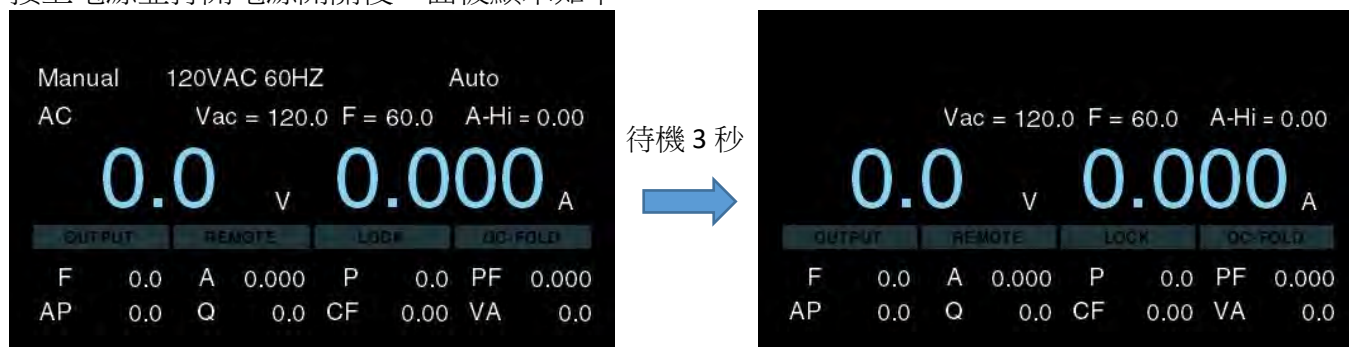 Manual 120VAC 60HZ Auto
AC Vac = 120.0 F = 60.0 A-Hi = 0.00
0.0 V 0.000 A
OUTPUT REMOTE LOCK OC-FOLD
F 0.0 A 0.000 P 0.0 PF 0.000
AP 0.0 Q 0.0 CF 0.00 VA 0.0
待機 3 秒
Vac = 120.0 F = 60.0 A-Hi = 0.00
0.0 V 0.000 A
OUTPUT REMOTE LOCK OC-FOLD
F 0.0 A 0.000 P 0.0 PF 0.000
AP 0.0 Q 0.0 CF 0.00 VA 0.0